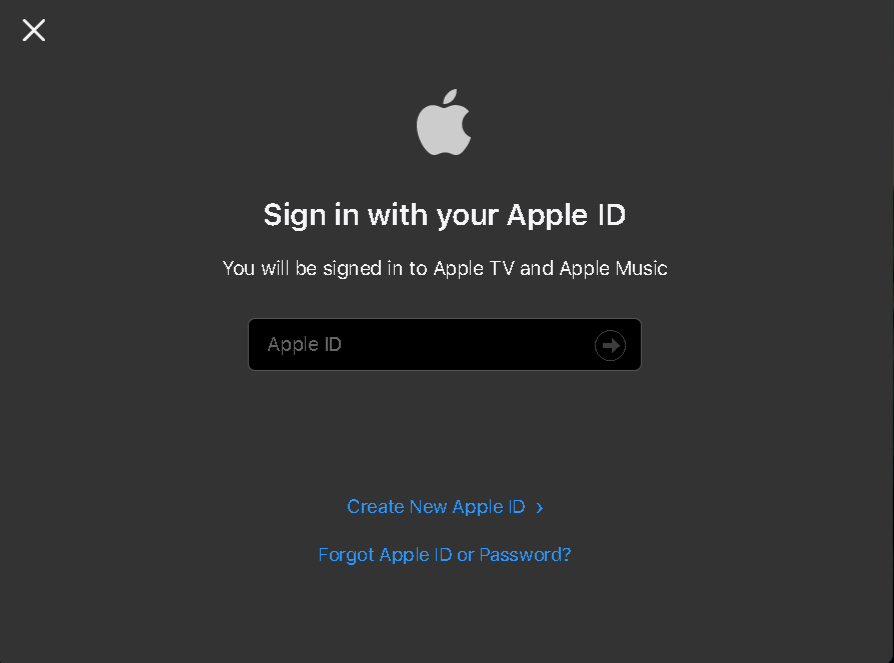 Sign in with your Apple ID
You will be signed in to Apple TV and Apple Music
Apple ID
Create New Apple ID ›
Forgot Apple ID or Password?